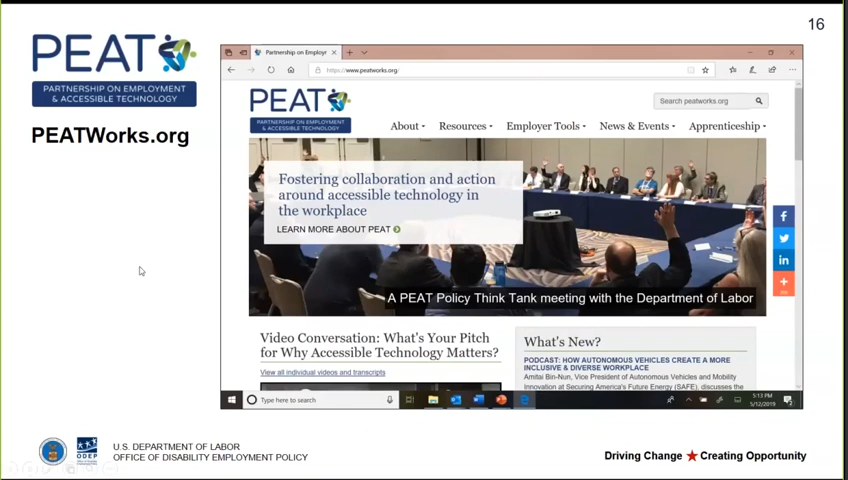 16
PEAT
PARTNERSHIP ON EMPLOYMENT
& ACCESSIBLE TECHNOLOGY
PEATWorks.org
Partnership on Employr
https://www.peatworks.org/
PEAT
PARTNERSHIP ON EMPLOYMENT
& ACCESSIBLE TECHNOLOGY
Search peatworks.org
About Resources Employer Tools News & Events Apprenticeship
Fostering collaboration and action
around accessible technology in
the workplace
LEARN MORE ABOUT PEAT
A PEAT Policy Think Tank meeting with the Department of Labor
Video Conversation: What's Your Pitch
for Why Accessible Technology Matters?
View all individual videos and transcripts
What's New?
PODCAST: HOW AUTONOMOUS VEHICLES CREATE A MORE
INCLUSIVE & DIVERSE WORKPLACE
Amitai Bin-Nun, Vice President of Autonomous Vehicles and Mobility
Innovation at Securing America's Future Energy (SAFE), discusses the
Type here to search
5:13 PM
5/12/2019
ODEP
U.S. DEPARTMENT OF LABOR
OFFICE OF DISABILITY EMPLOYMENT POLICY
Driving Change ★ Creating Opportunity